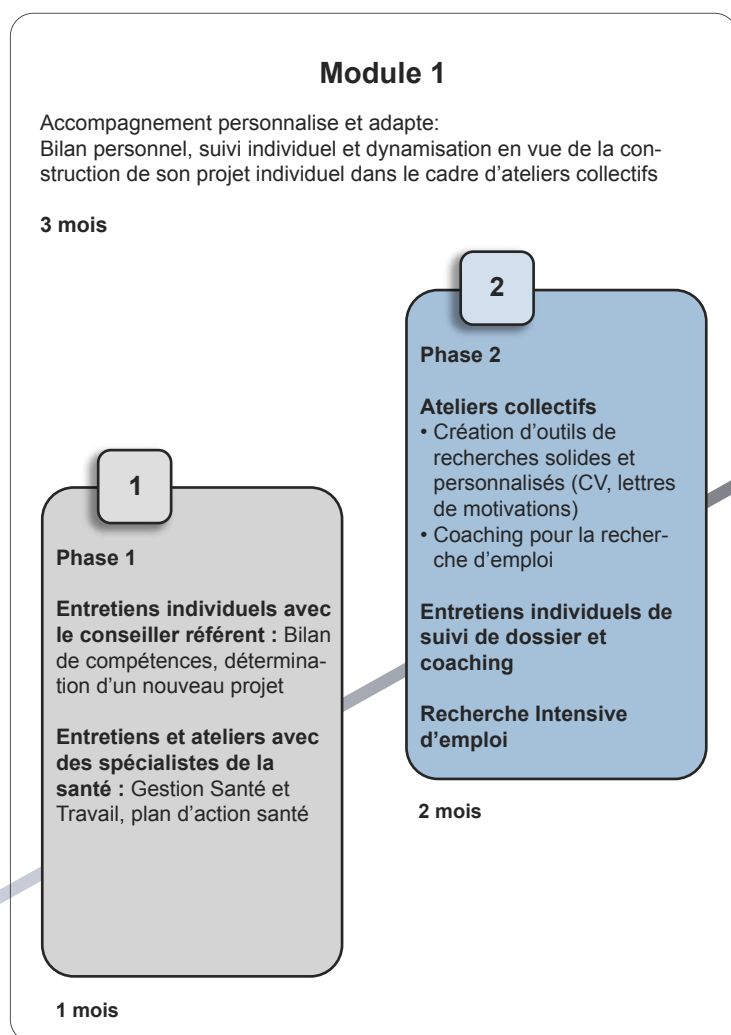 Module 1
Accompagnement personnalise et adapte:
Bilan personnel, suivi individuel et dynamisation en vue de la con-
struction de son projet individuel dans le cadre d'ateliers collectifs
3 mois
1
Phase 1
Entretiens individuels avec
le conseiller référent : Bilan
de compétences, détermina-
tion d'un nouveau projet
Entretiens et ateliers avec
des spécialistes de la
santé : Gestion Santé et
Travail, plan d'action santé
1 mois
2
Phase 2
Ateliers collectifs
• Création d'outils de
recherches solides et
personnalisés (CV, lettres
de motivations)
• Coaching pour la recher-
che d'emploi
Entretiens individuels de
suivi de dossier et
coaching
Recherche Intensive
d'emploi
2 mois